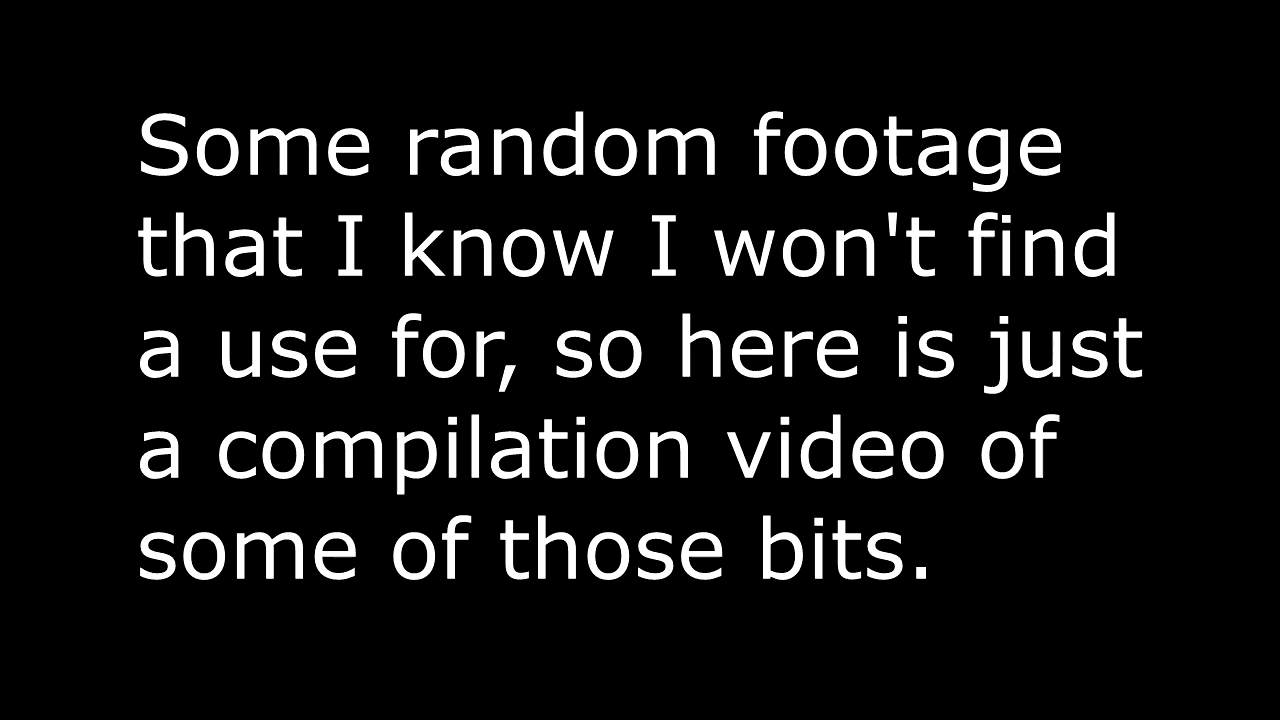 Some random footage
that I know I won't find
a use for, so here is just
a compilation video of
some of those bits.